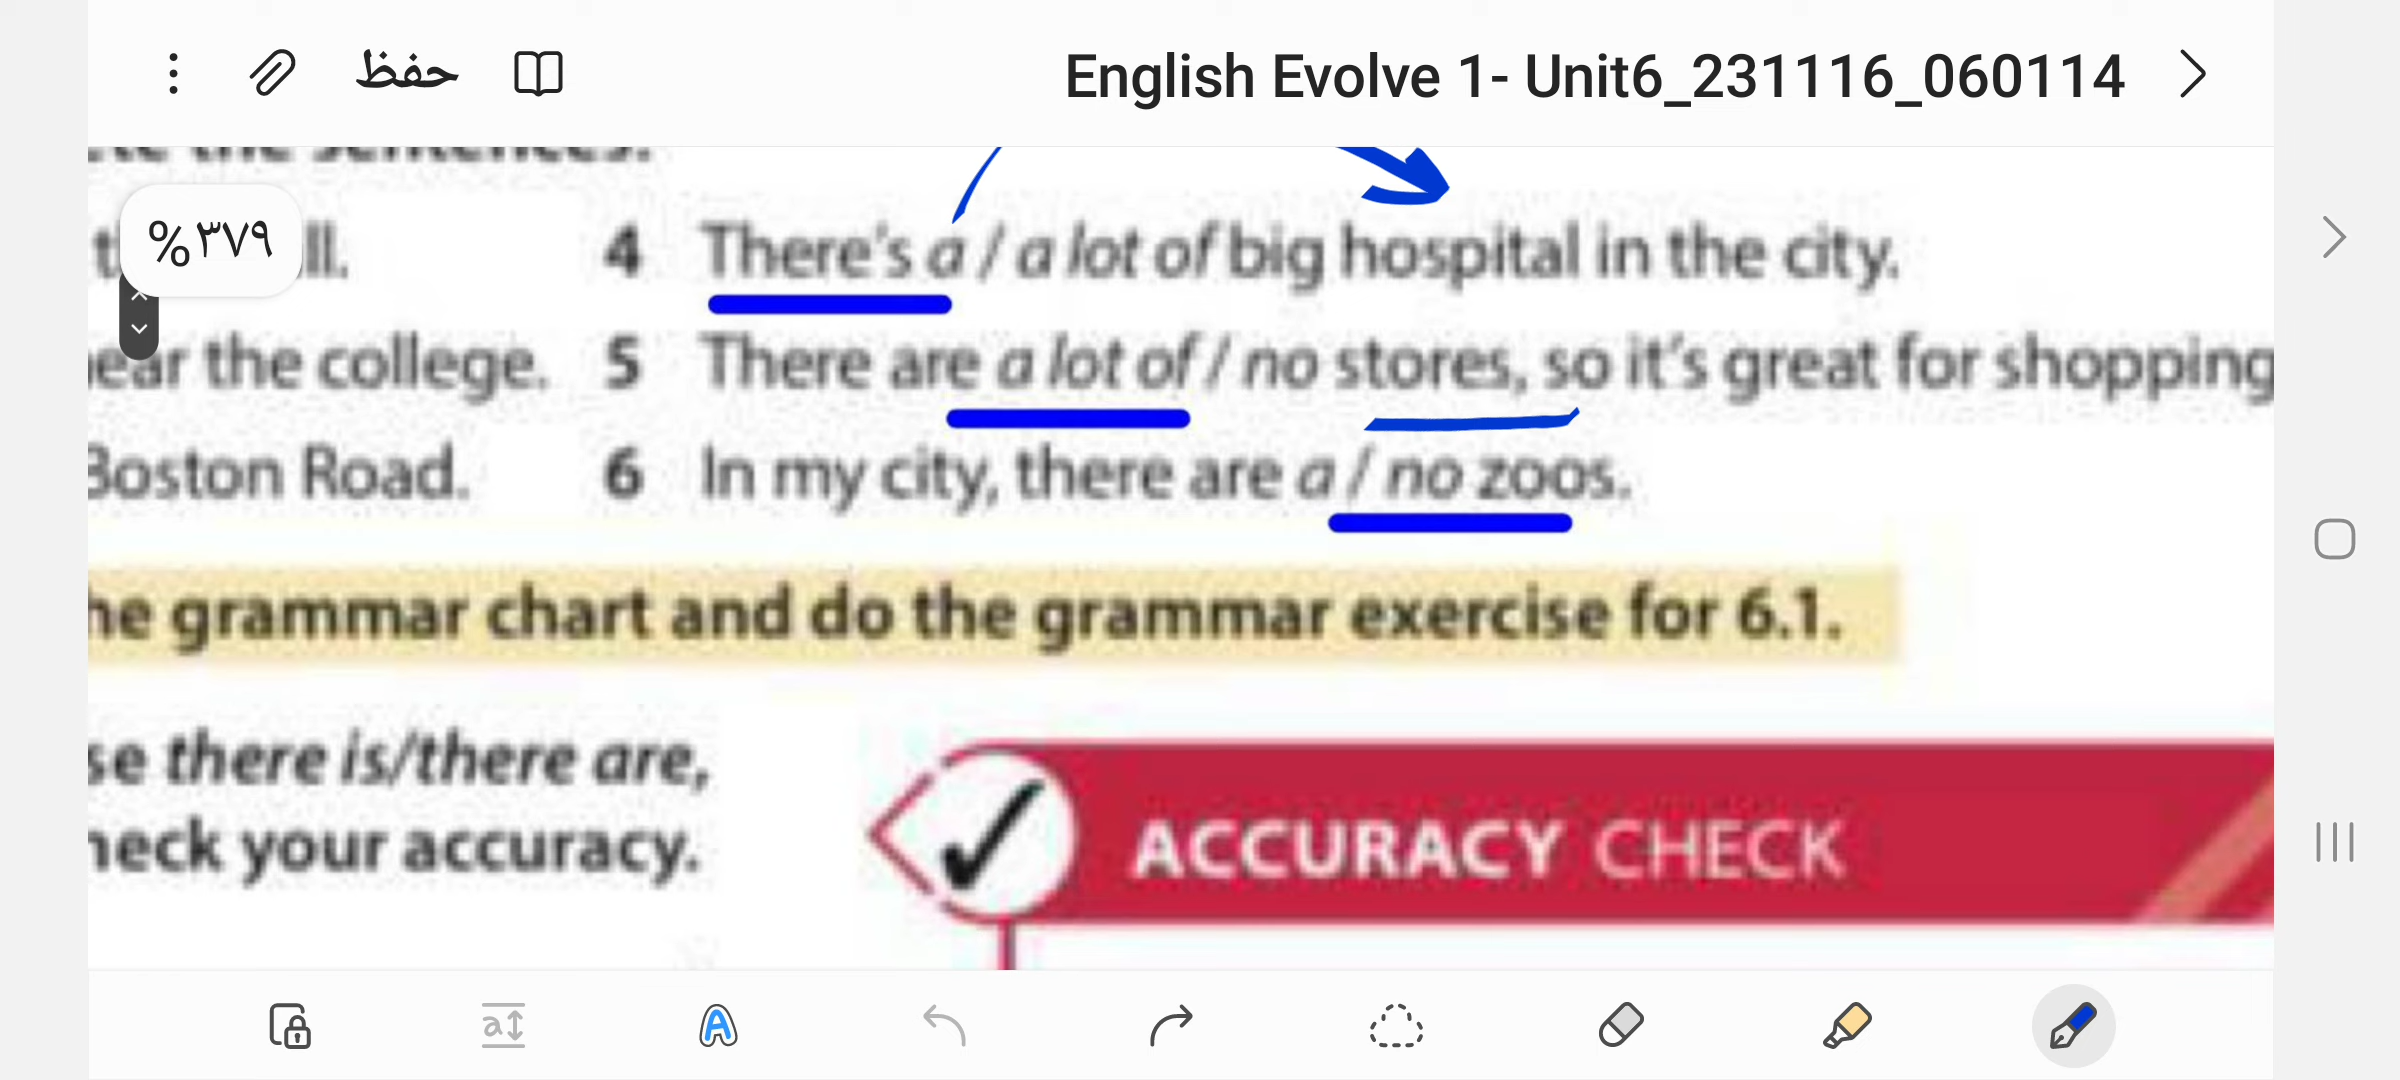 حفظ
English Evolve 1- Unit6_231116_060114
%٣٧٩
ll.
4 There's a / a lot of big hospital in the city.
ear the college. 5 There are a lot of / no stores, so it's great for shopping
Boston Road. 6 In my city, there are a / no zoos.
he grammar chart and do the grammar exercise for 6.1.
se there is/there are,
heck your accuracy.
ACCURACY CHECK